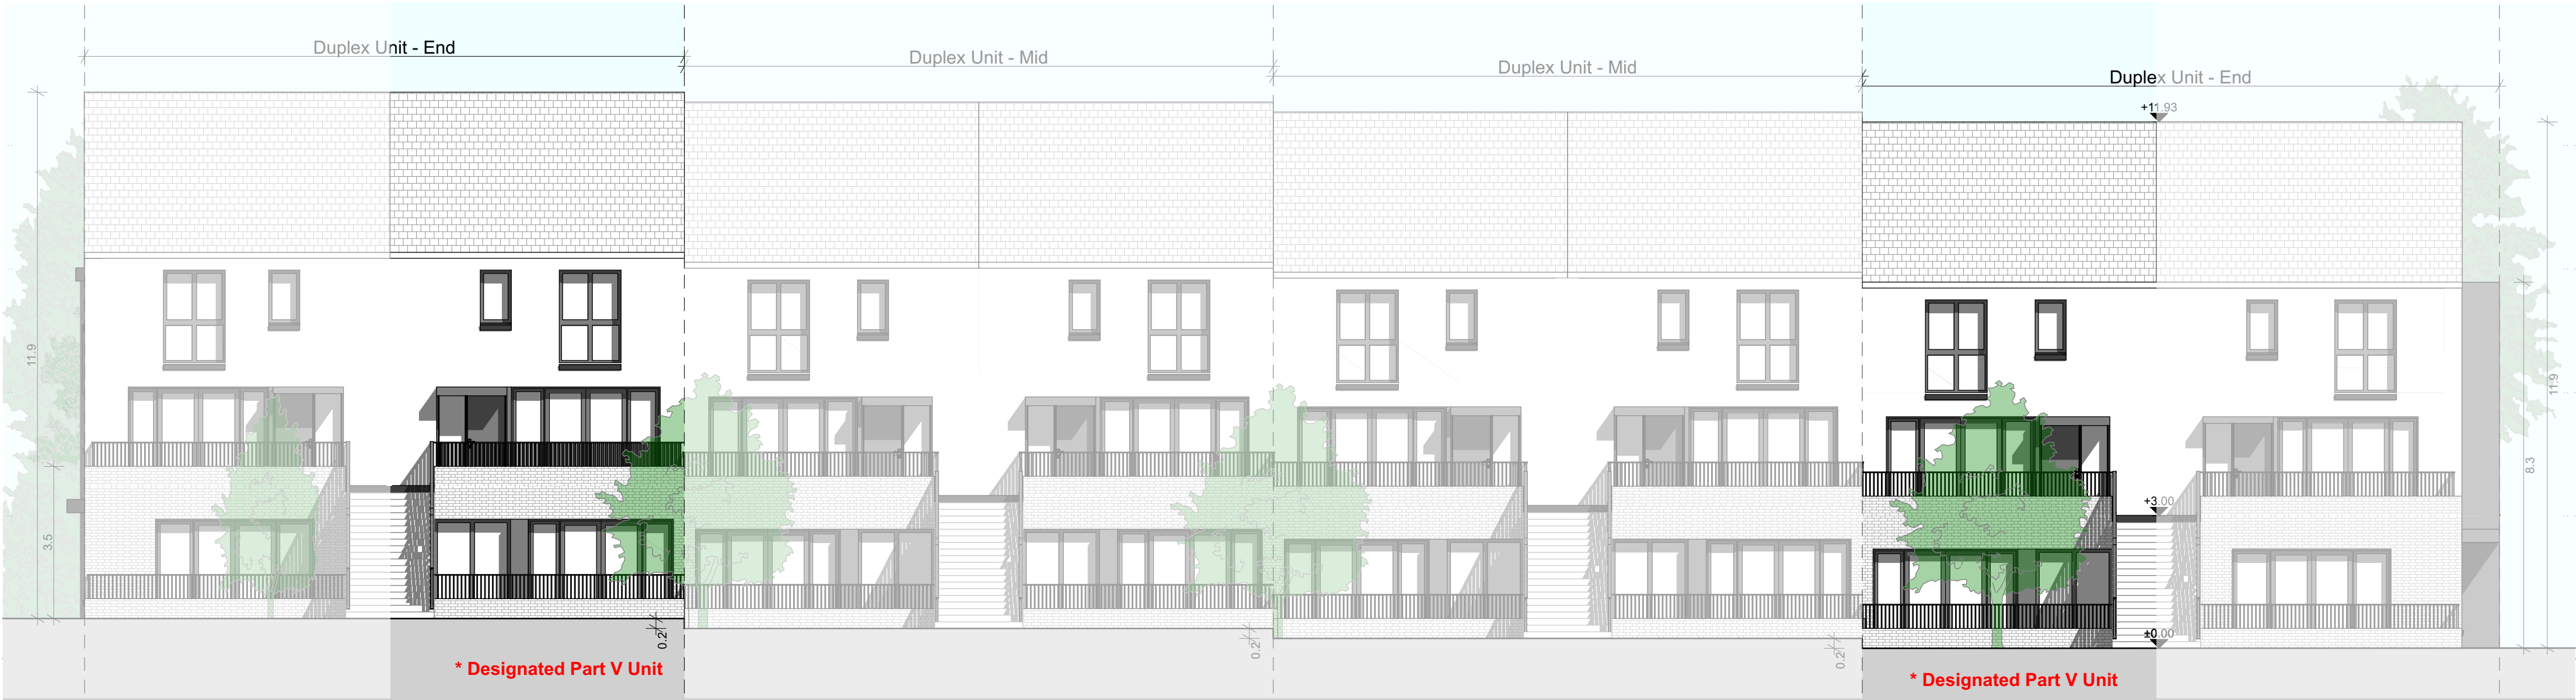 Duplex Unit - End
Duplex Unit - Mid
Duplex Unit - Mid
Duplex Unit - End
+11.93
11.9
3.5
+3.00
±0.00
11.9
8.3
0.2
0.2
0.2
* Designated Part V Unit
* Designated Part V Unit